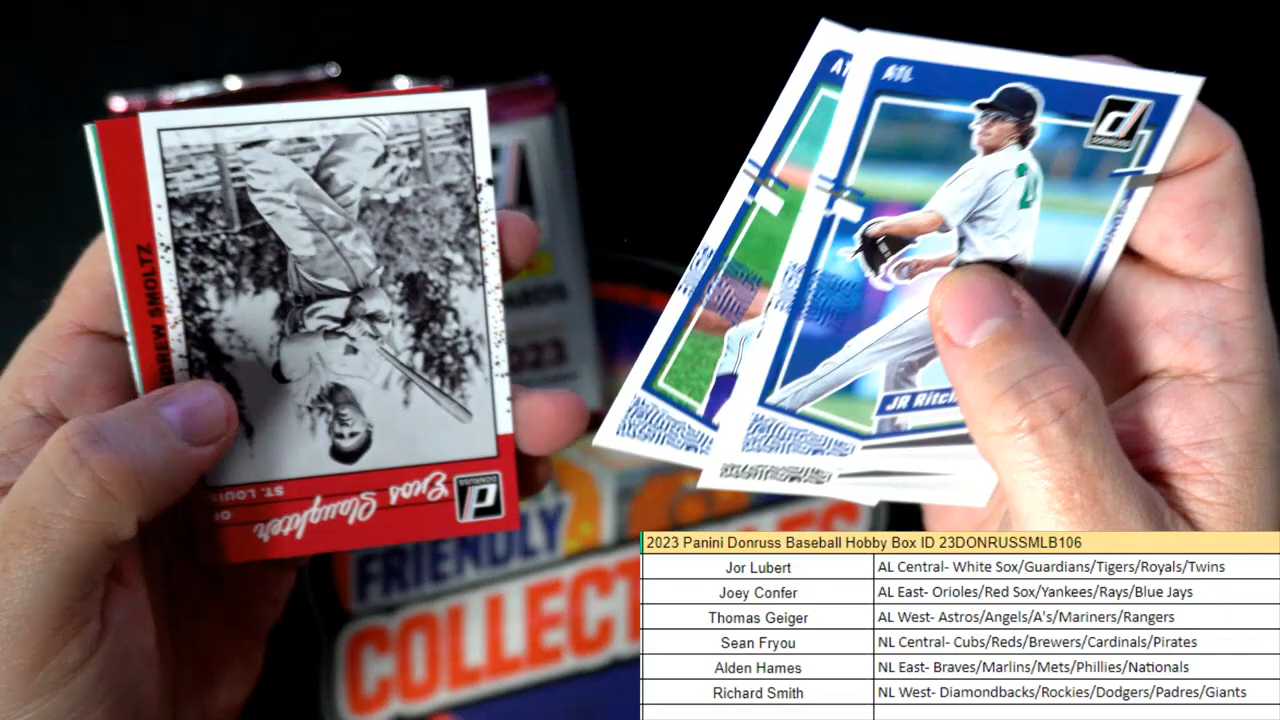 ATL
AT
DONRUSS
JR Ritch
DREW SMOLTZ
Enos Slaughter
ST. LOUIS
OF
DONRUSS
2023
FRIENDLY
COLLECT
2023 Panini Donruss Baseball Hobby Box ID 23DONRUSSMLB106
Jor Lubert AL Central- White Sox/Guardians/Tigers/Royals/Twins
Joey Confer AL East- Orioles/Red Sox/Yankees/Rays/Blue Jays
Thomas Geiger AL West- Astros/Angels/A's/Mariners/Rangers
Sean Fryou NL Central- Cubs/Reds/Brewers/Cardinals/Pirates
Alden Hames NL East- Braves/Marlins/Mets/Phillies/Nationals
Richard Smith NL West- Diamondbacks/Rockies/Dodgers/Padres/Giants